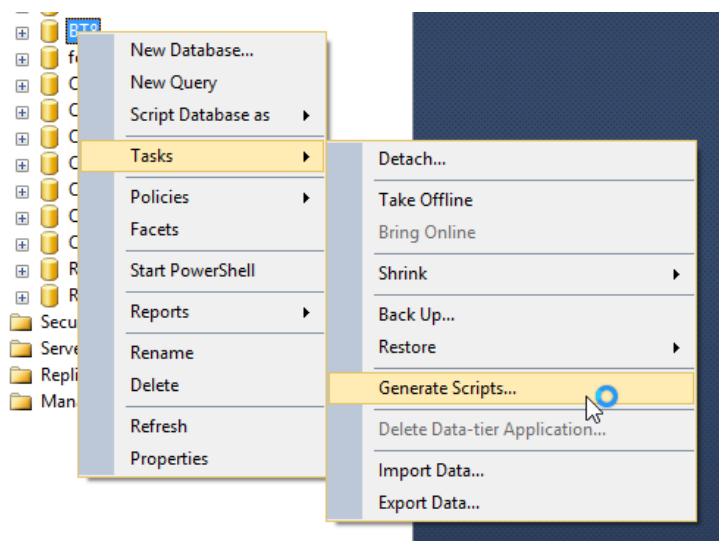 New Database...
New Query
Script Database as
Tasks
Policies
Facets
Start PowerShell
Reports
Rename
Delete
Refresh
Properties
Detach...
Take Offline
Bring Online
Shrink
Back Up...
Restore
Generate Scripts...
Delete Data-tier Application...
Import Data...
Export Data...